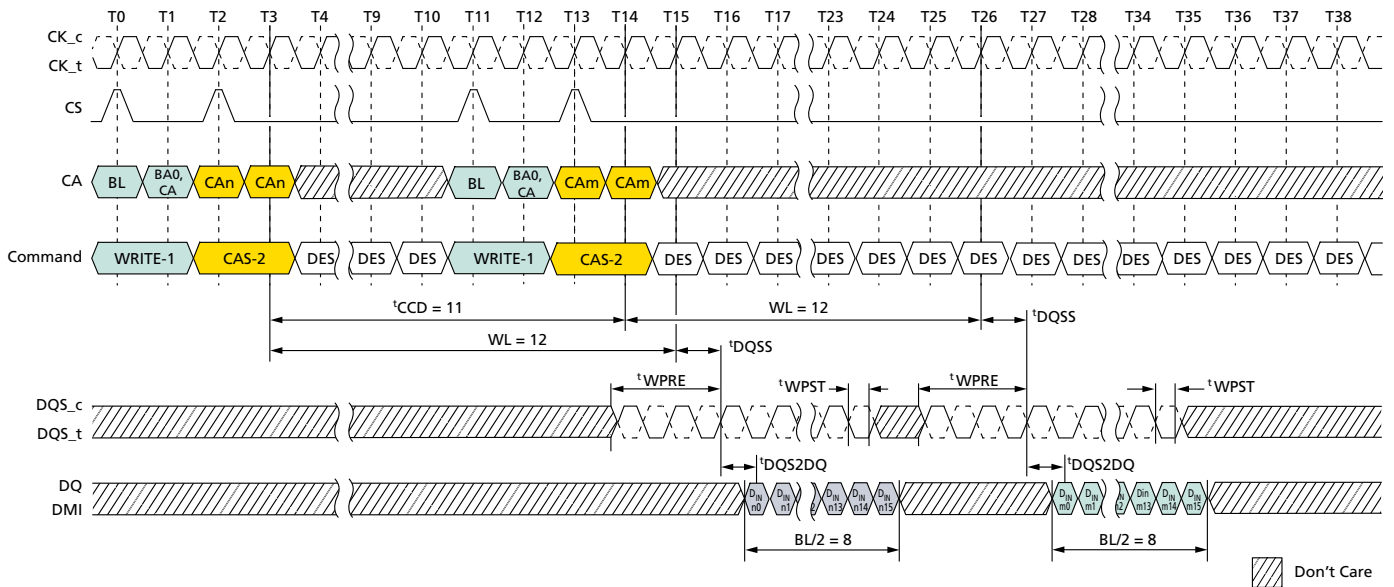 T0 T1 T2 T3 T4 T9 T10 T11 T12 T13 T14 T15 T16 T17 T23 T24 T25 T26 T27 T28 T34 T35 T36 T37 T38
CK_c
CK_t
CS
CA BL BA0, CA CAn CAn BL BA0, CA CAm CAm
Command WRITE-1 CAS-2 DES DES DES WRITE-1 CAS-2 DES DES DES DES DES DES DES DES DES DES DES DES DES DES
tCCD = 11 WL = 12 tDQSS
WL = 12 tDQSS
tWPRE tWPST tWPRE tWPST
DQS_c
DQS_t
tDQS2DQ tDQS2DQ
DQ
DMI
DIN n0 DIN n1 DIN n13 DIN n14 DIN n15 DIN m0 DIN m1 Din m13 DIN m14 DIN m15
BL/2 = 8 BL/2 = 8
Don't Care